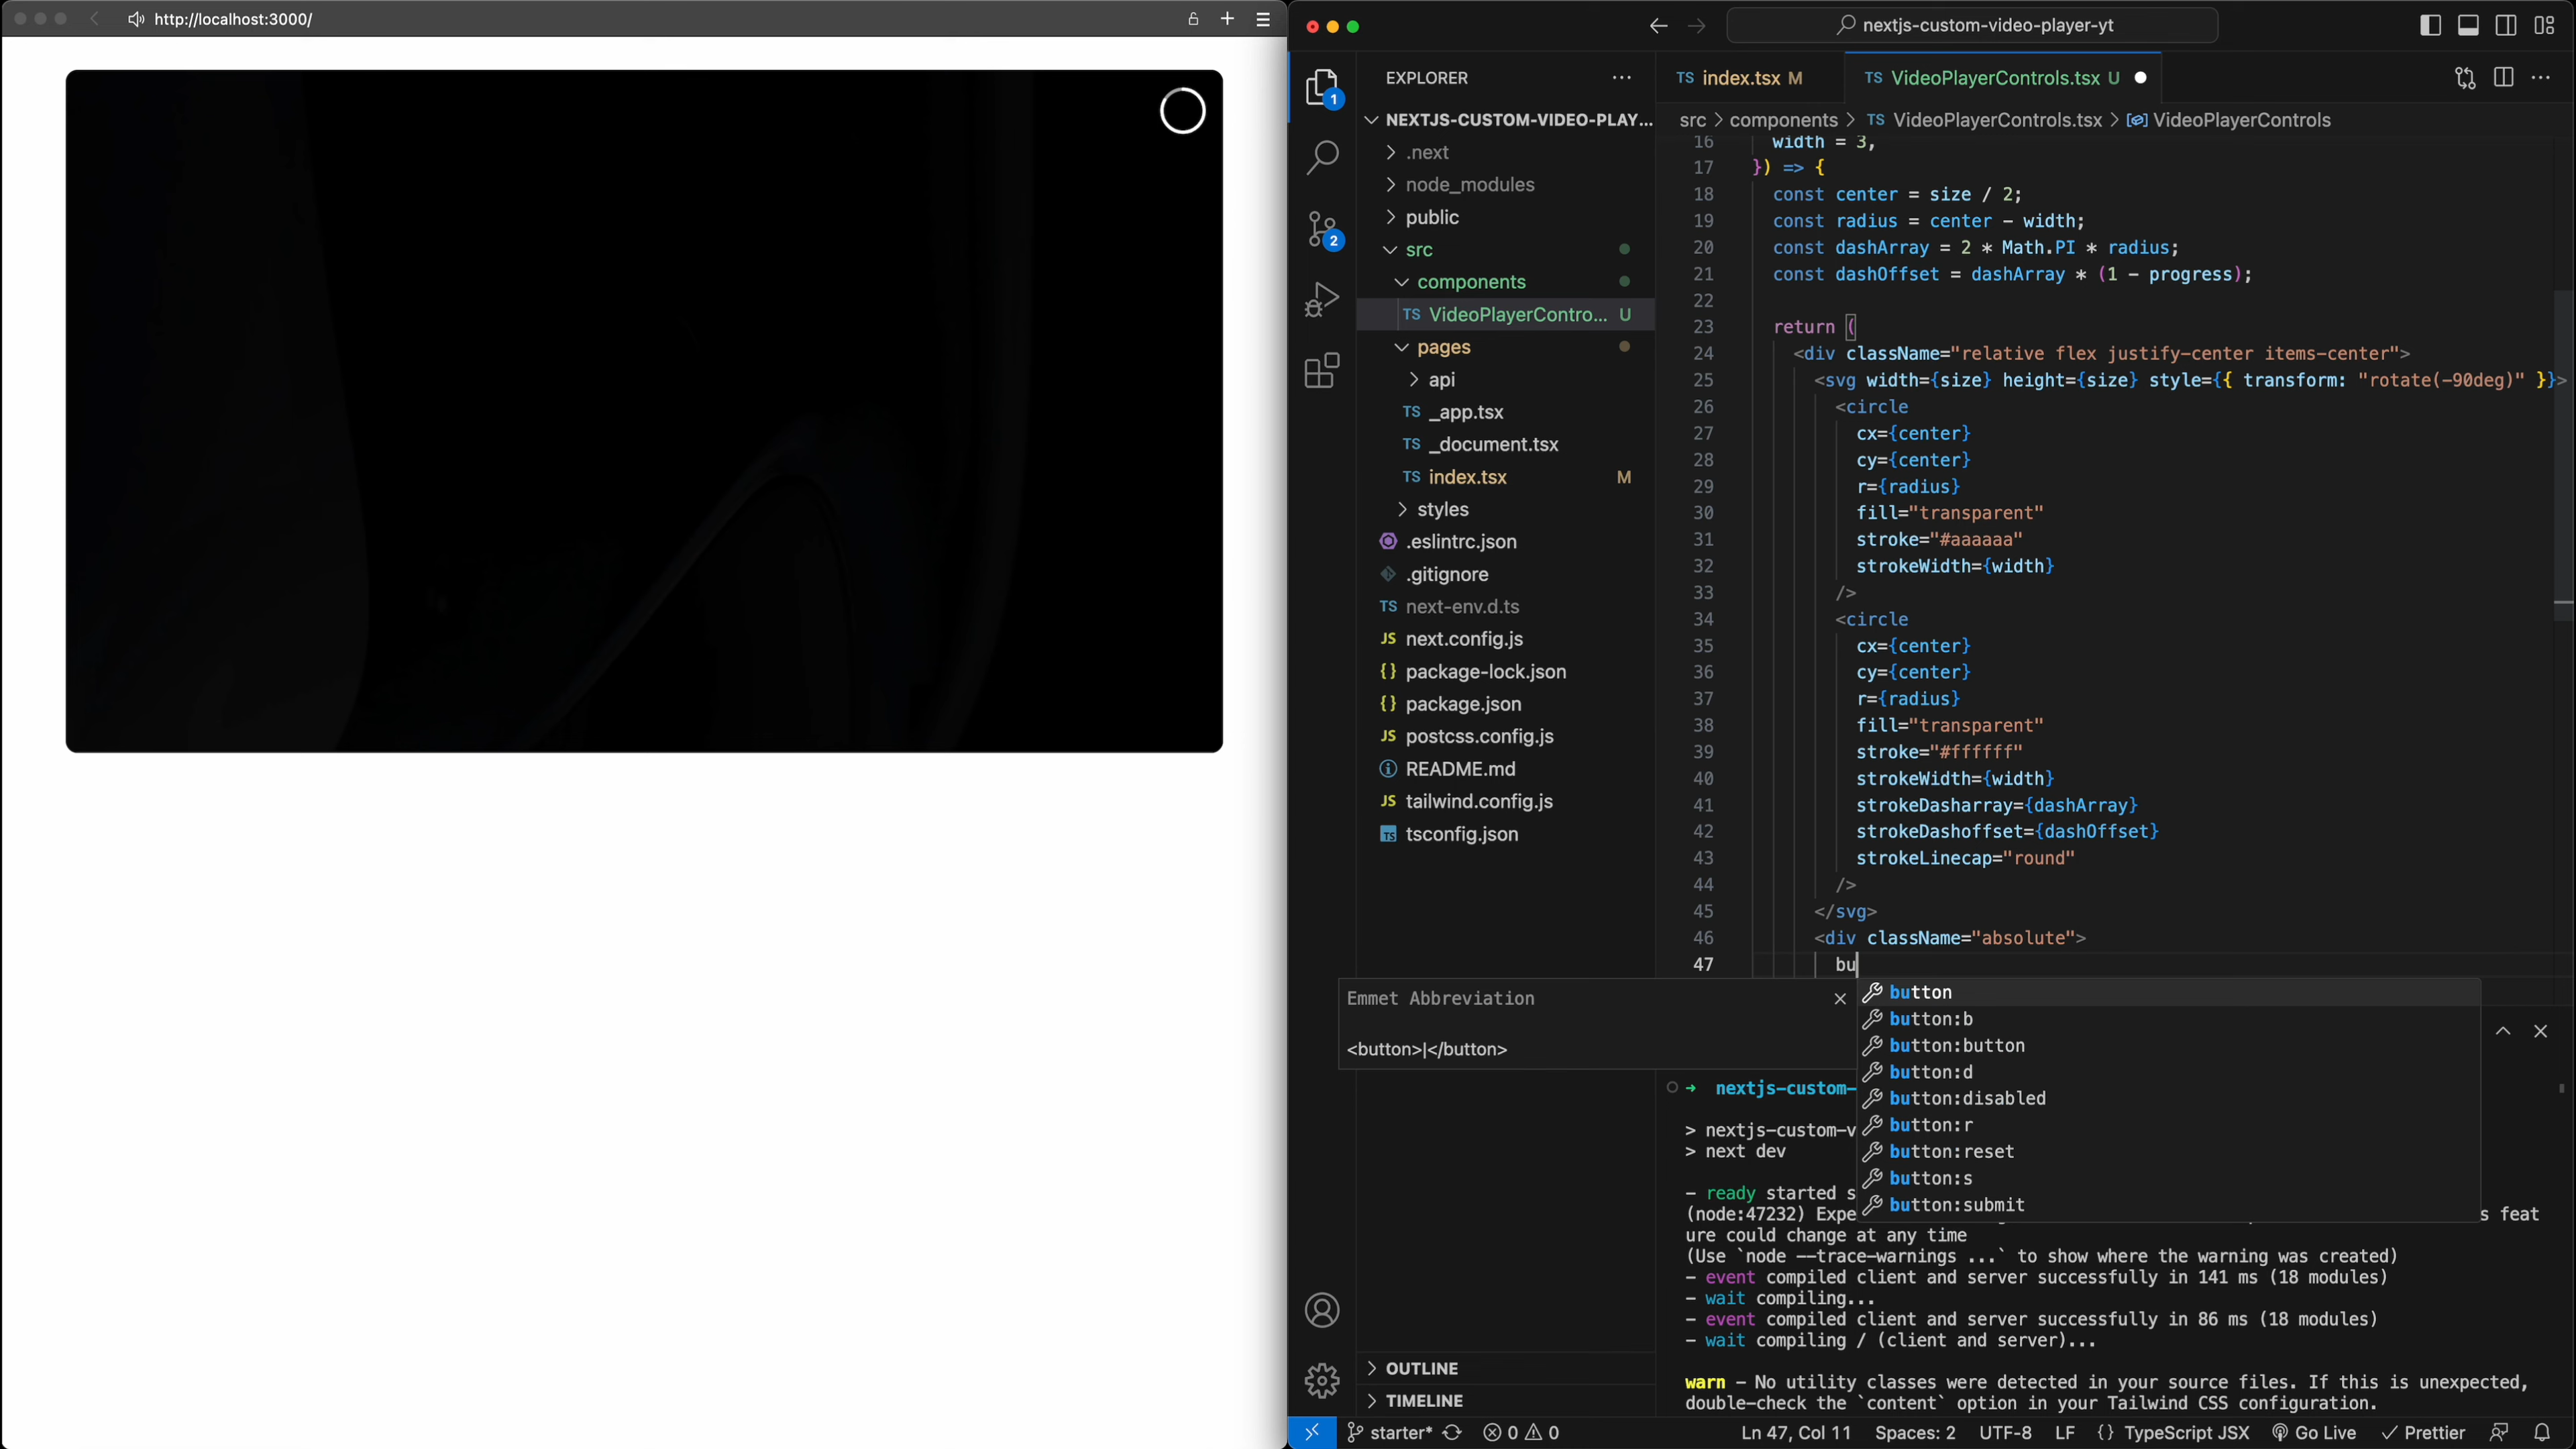 http://localhost:3000/
nextjs-custom-video-player-yt
EXPLORER
NEXTJS-CUSTOM-VIDEO-PLAY...
.next
node_modules
public
src
components
TS VideoPlayerContro... U
pages
api
TS _app.tsx
TS _document.tsx
TS index.tsx M
styles
.eslintrc.json
.gitignore
TS next-env.d.ts
JS next.config.js
{} package-lock.json
{} package.json
JS postcss.config.js
README.md
JS tailwind.config.js
TS tsconfig.json
OUTLINE
TIMELINE
1
2
TS index.tsx M
TS VideoPlayerControls.tsx U
src > components > TS VideoPlayerControls.tsx > VideoPlayerControls
16 width = 3,
17 }) => {
18 const center = size / 2;
19 const radius = center - width;
20 const dashArray = 2 * Math.PI * radius;
21 const dashOffset = dashArray * (1 - progress);
22
23 return (
24 <div className="relative flex justify-center items-center">
25 <svg width={size} height={size} style={{ transform: "rotate(-90deg)" }}>
26 <circle
27 cx={center}
28 cy={center}
29 r={radius}
30 fill="transparent"
31 stroke="#aaaaaa"
32 strokeWidth={width}
33 />
34 <circle
35 cx={center}
36 cy={center}
37 r={radius}
38 fill="transparent"
39 stroke="#ffffff"
40 strokeWidth={width}
41 strokeDasharray={dashArray}
42 strokeDashoffset={dashOffset}
43 strokeLinecap="round"
44 />
45 </svg>
46 <div className="absolute">
47 bu
Emmet Abbreviation
<button>|</button>
button
button:b
button:button
button:d
button:disabled
button:r
button:reset
button:s
button:submit
nextjs-custom-
> nextjs-custom-v
> next dev
- ready started s
(node:47232) Expe s feat
ure could change at any time
(Use `node --trace-warnings ...` to show where the warning was created)
- event compiled client and server successfully in 141 ms (18 modules)
- wait compiling...
- event compiled client and server successfully in 86 ms (18 modules)
- wait compiling / (client and server)...
warn - No utility classes were detected in your source files. If this is unexpected,
double-check the `content` option in your Tailwind CSS configuration.
starter* 0 0 Ln 47, Col 11 Spaces: 2 UTF-8 LF {} TypeScript JSX Go Live Prettier